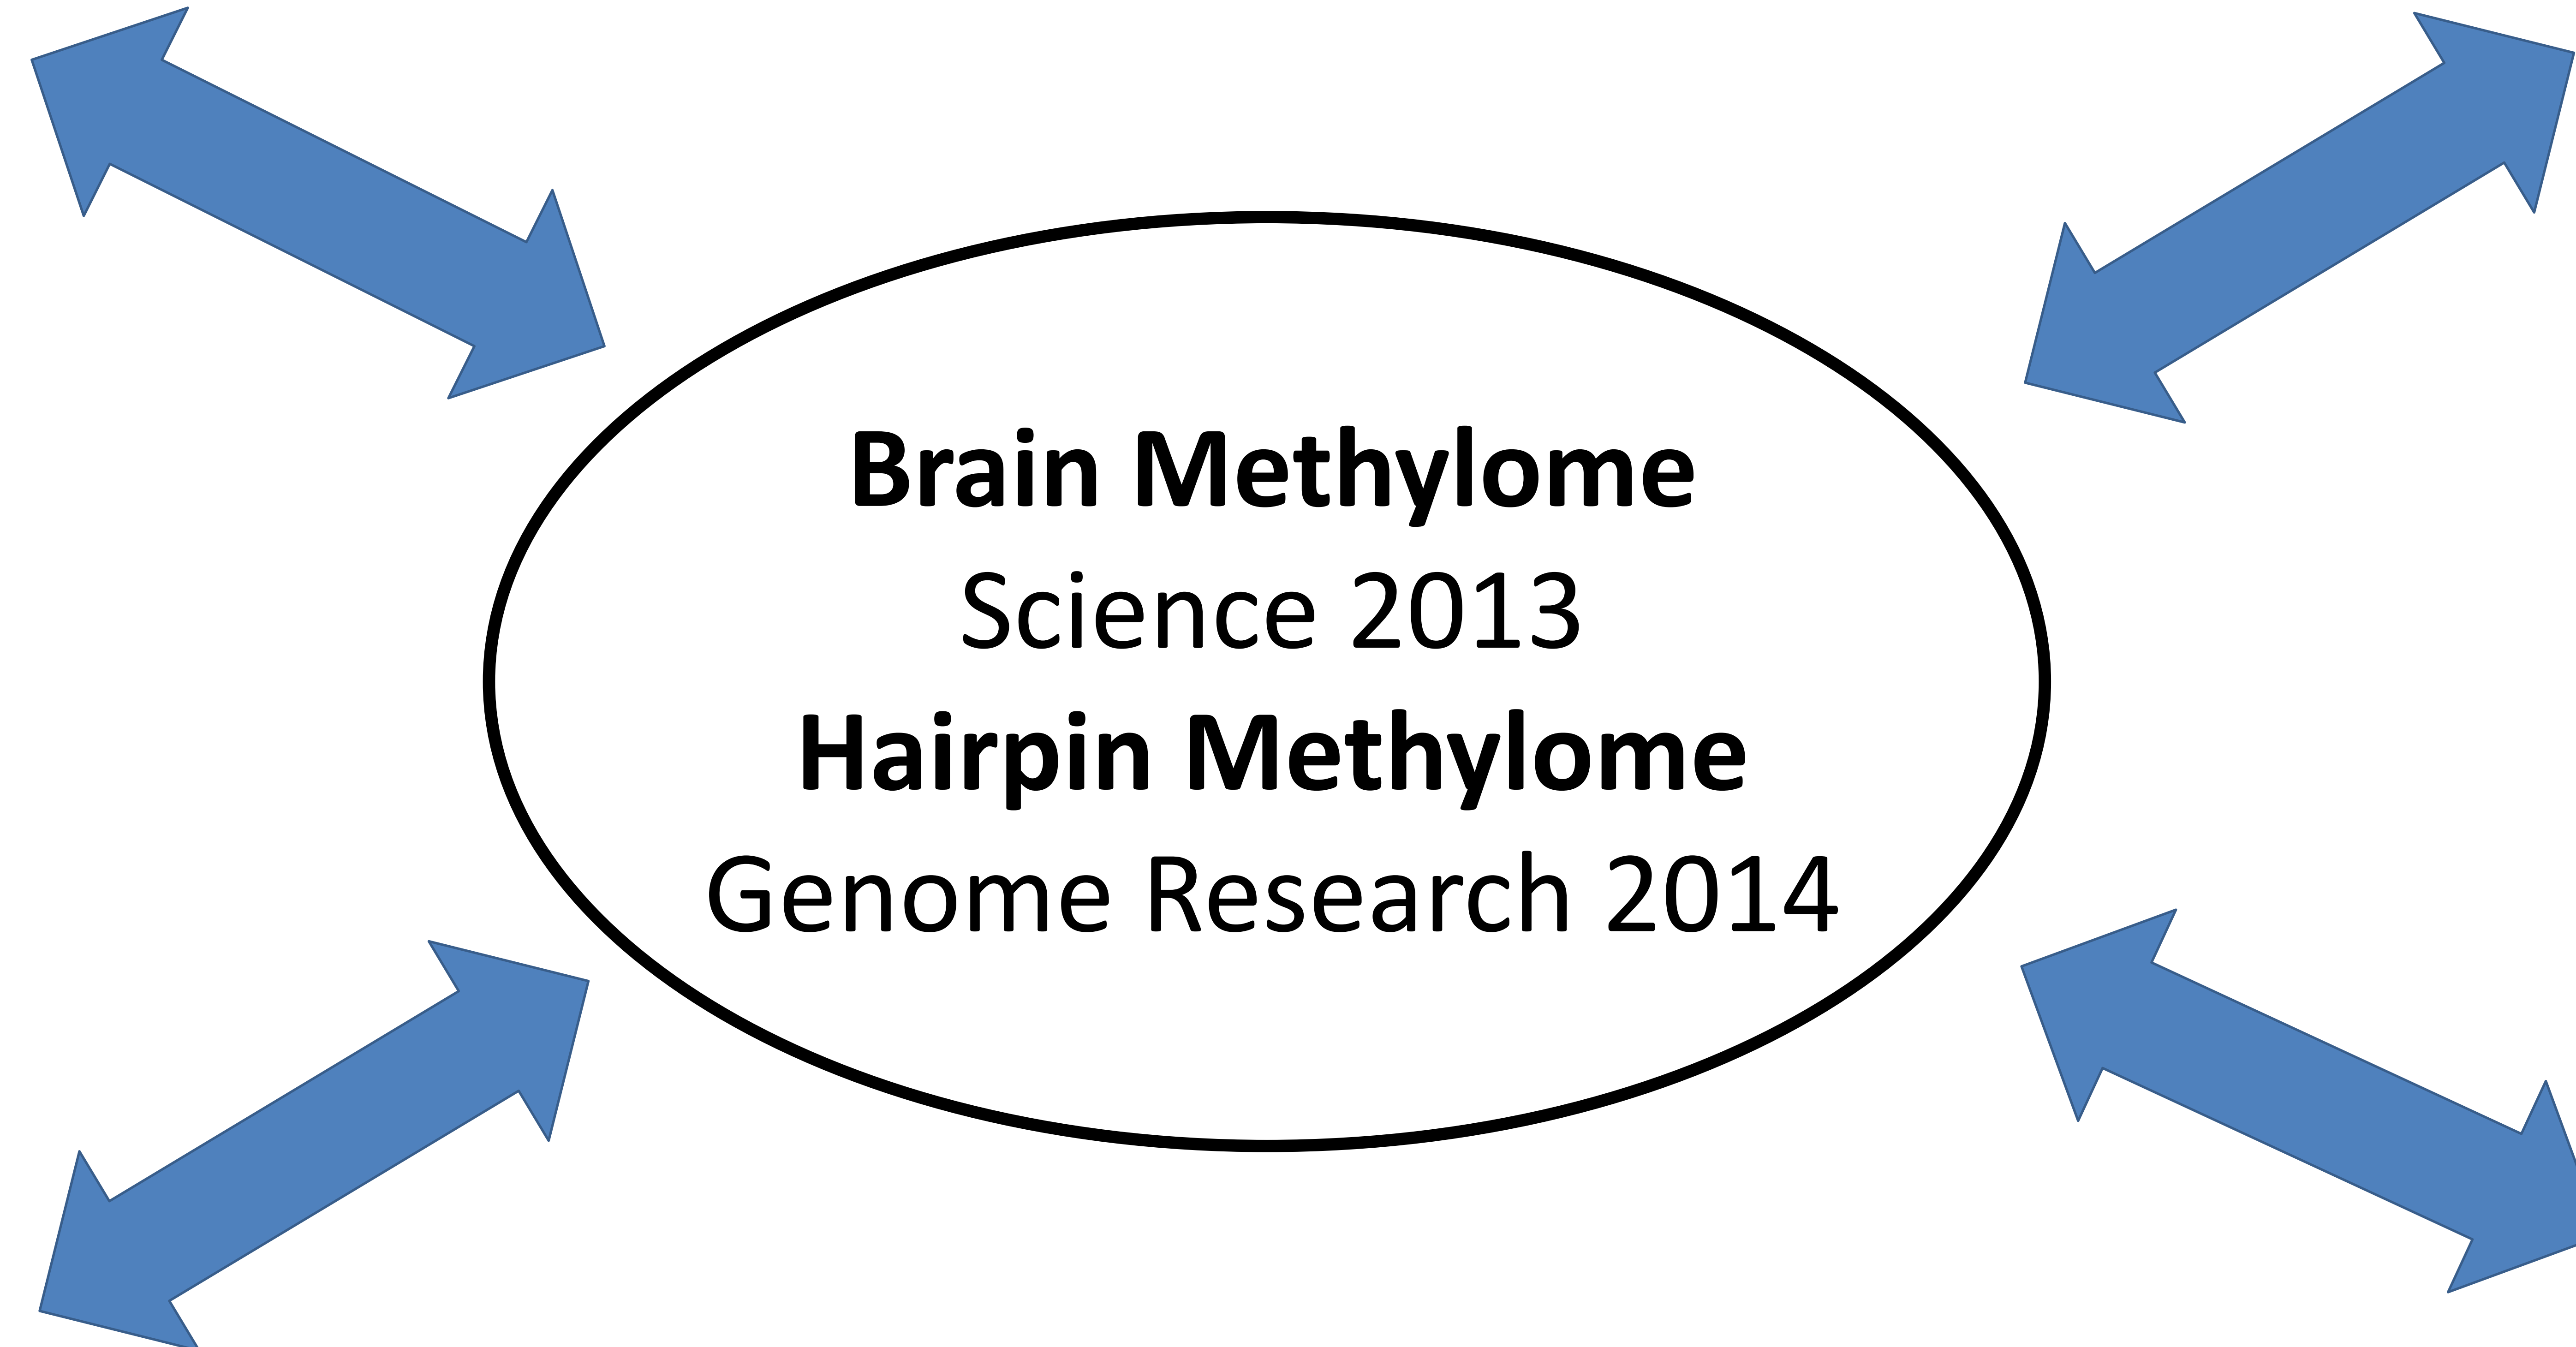 Brain Methylome
Science 2013
Hairpin Methylome
Genome Research 2014